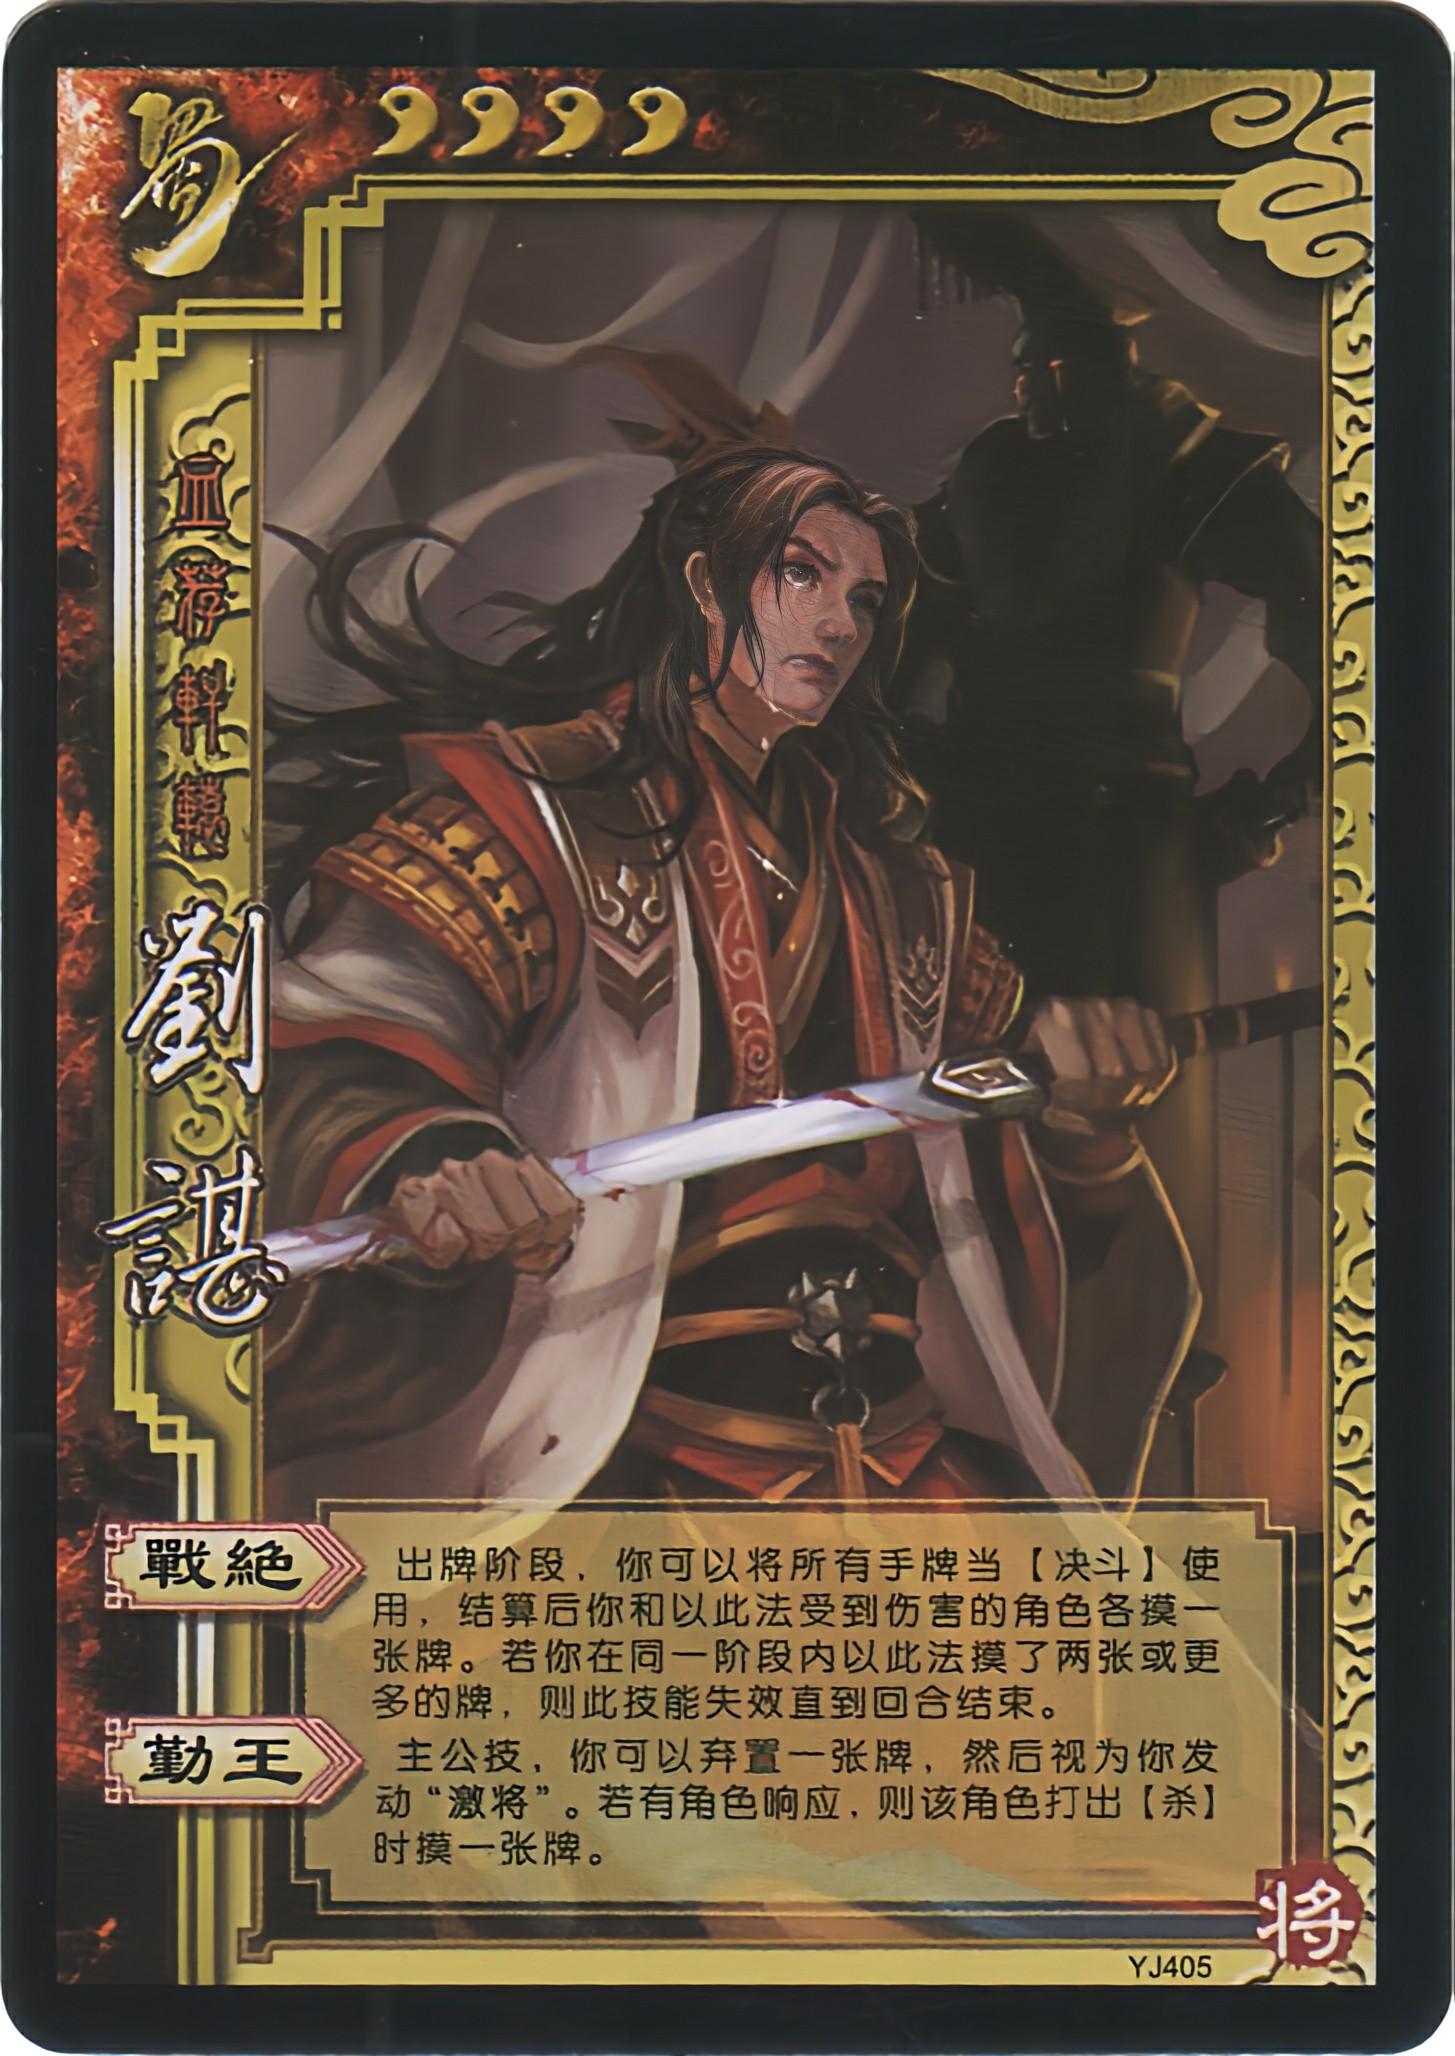 蜀
血荐轩辕
劉諶
戰絕
出牌阶段，你可以将所有手牌当【决斗】使
用，结算后你和以此法受到伤害的角色各摸一
张牌。若你在同一阶段内以此法摸了两张或更
多的牌，则此技能失效直到回合结束。
勤王
主公技，你可以弃置一张牌，然后视为你发
动“激将”。若有角色响应，则该角色打出【杀】
时摸一张牌。
将
YJ405